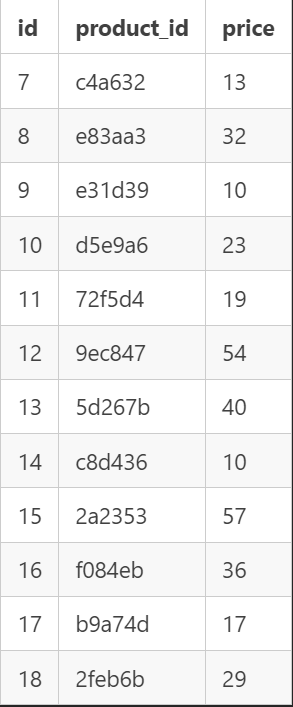 id product_id price
7 c4a632 13
8 e83aa3 32
9 e31d39 10
10 d5e9a6 23
11 72f5d4 19
12 9ec847 54
13 5d267b 40
14 c8d436 10
15 2a2353 57
16 f084eb 36
17 b9a74d 17
18 2feb6b 29